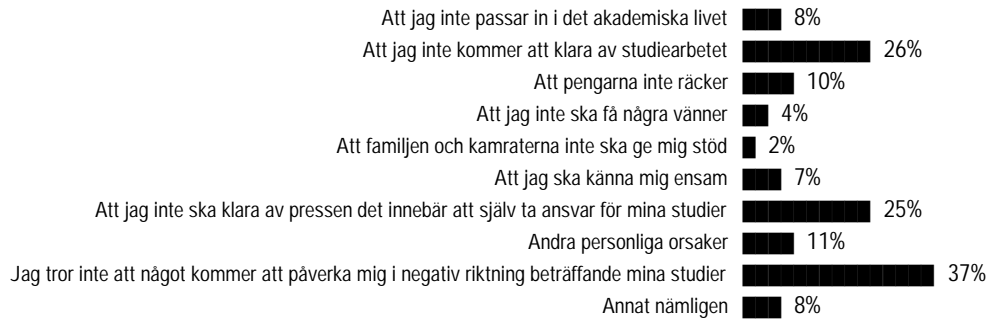 Att jag inte passar in i det akademiska livet 8%
Att jag inte kommer att klara av studiearbetet 26%
Att pengarna inte räcker 10%
Att jag inte ska få några vänner 4%
Att familjen och kamraterna inte ska ge mig stöd 2%
Att jag ska känna mig ensam 7%
Att jag inte ska klara av pressen det innebär att själv ta ansvar för mina studier 25%
Andra personliga orsaker 11%
Jag tror inte att något kommer att påverka mig i negativ riktning beträffande mina studier 37%
Annat nämligen 8%